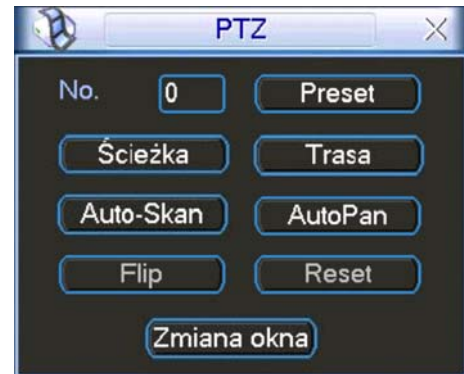 PTZ
No. 0 Preset
Ścieżka Trasa
Auto-Skan AutoPan
Flip Reset
Zmiana okna